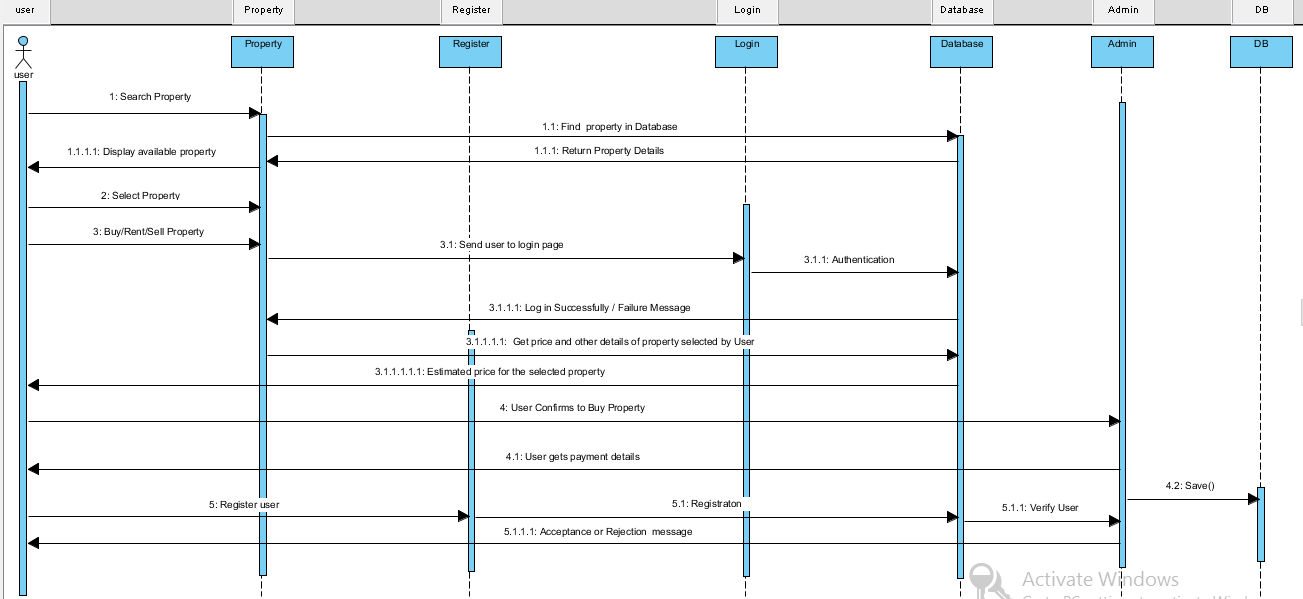 user Property Register Login Database Admin DB
Property Register Login Database Admin DB
user
1: Search Property
1.1: Find property in Database
1.1.1: Return Property Details
1.1.1.1: Display available property
2: Select Property
3: Buy/Rent/Sell Property
3.1: Send user to login page
3.1.1: Authentication
3.1.1.1: Log in Successfully / Failure Message
3.1.1.1.1: Get price and other details of property selected by User
3.1.1.1.1.1: Estimated price for the selected property
4: User Confirms to Buy Property
4.1: User gets payment details
4.2: Save()
5: Register user
5.1: Registraton
5.1.1: Verify User
5.1.1.1: Acceptance or Rejection message
Activate Windows